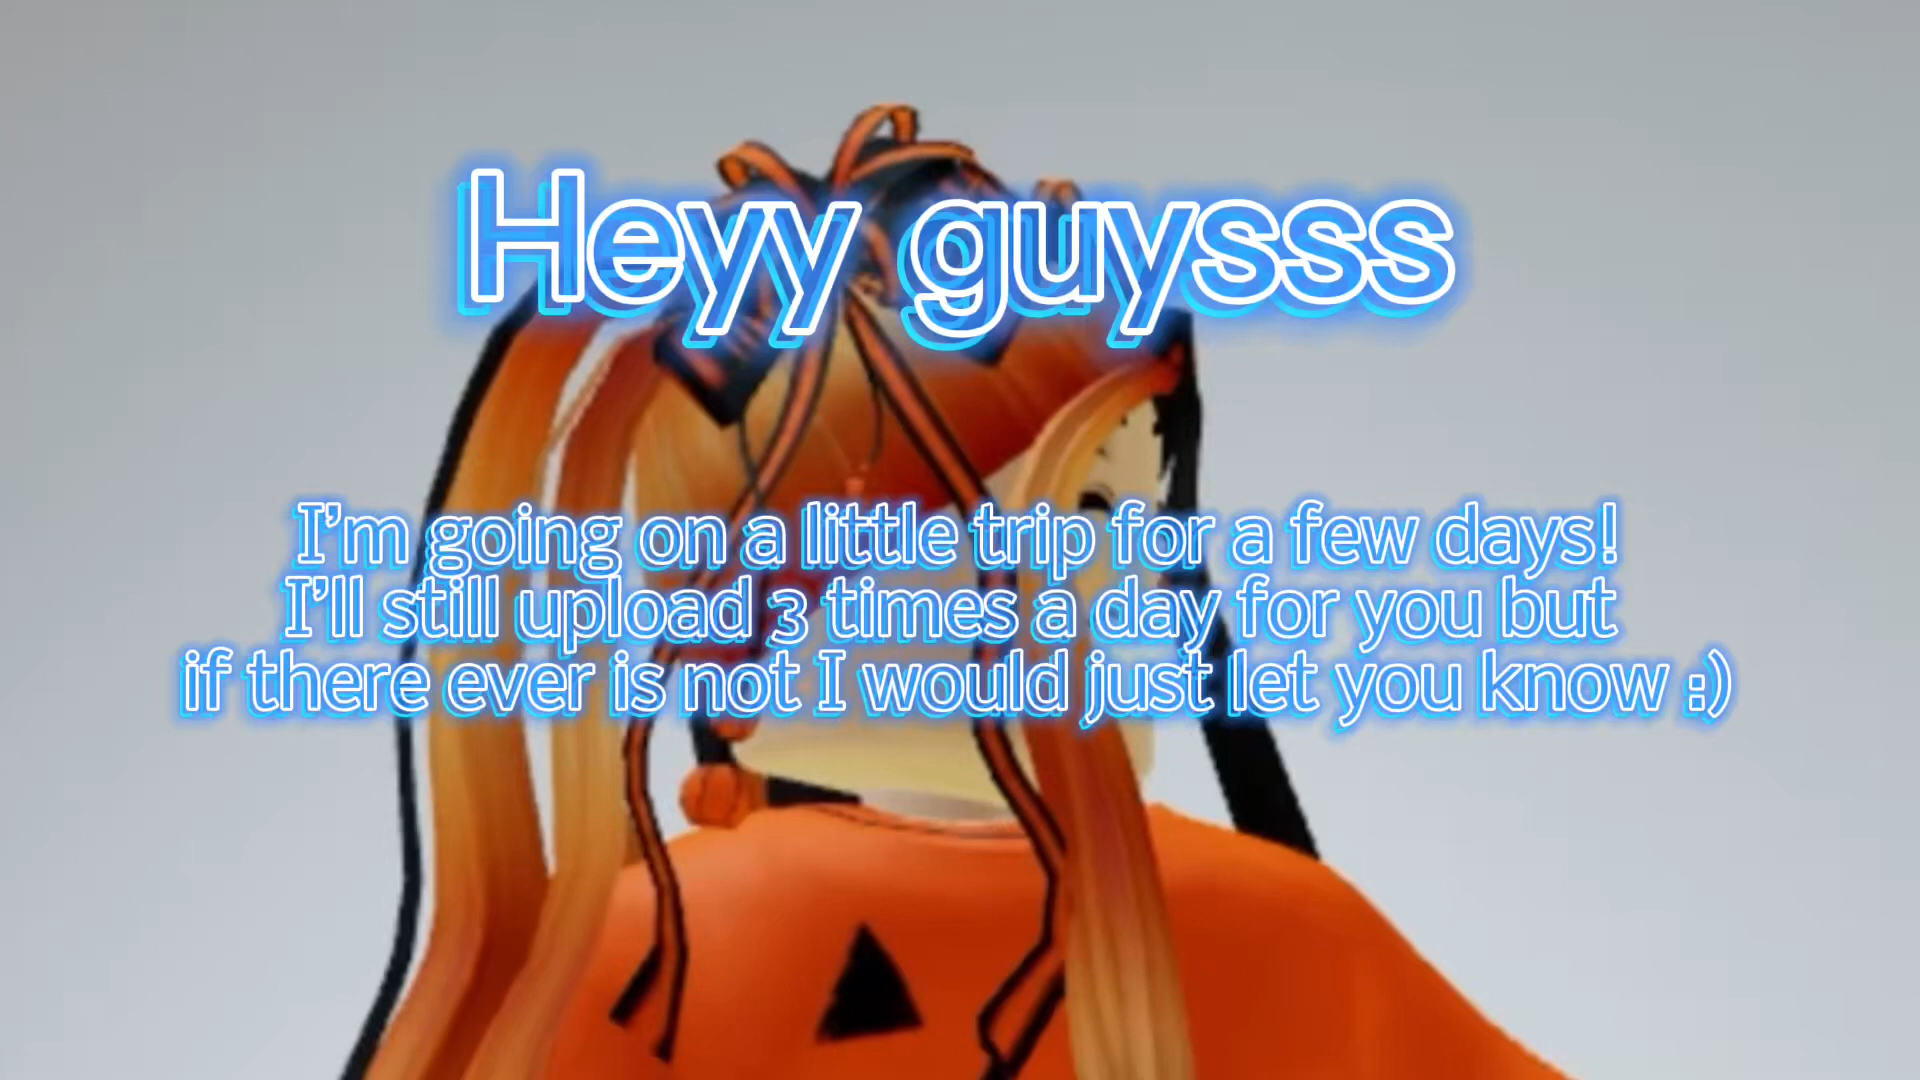 Heyy guysss
I'm going on a little trip for a few days!
I'll still upload 3 times a day for you but
if there ever is not I would just let you know :)